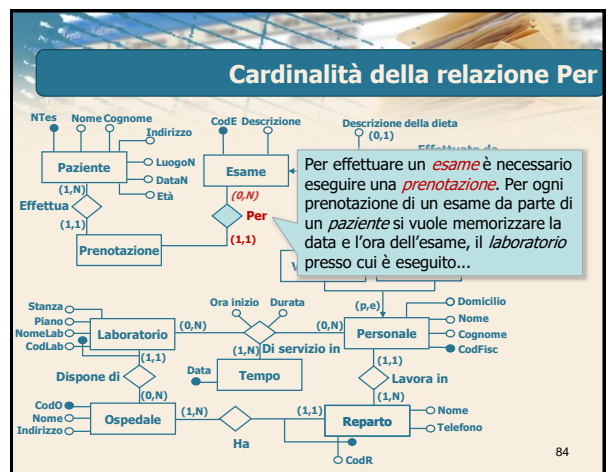 Cardinalità della relazione Per
NTes
Nome Cognome
Indirizzo
CodE Descrizione
Descrizione della dieta
(0,1)
Effettuato da
Paziente
LuogoN
DataN
Età
Esame
(1,N)
Effettua
(1,1)
Prenotazione
(0,N)
Per
(1,1)
Per effettuare un esame è necessario
eseguire una prenotazione. Per ogni
prenotazione di un esame da parte di
un paziente si vuole memorizzare la
data e l'ora dell'esame, il laboratorio
presso cui è eseguito...
V
Stanza
Piano
NomeLab
CodLab
Laboratorio
(0,N)
Ora inizio
Durata
(0,N)
(p,e)
Personale
Domicilio
Nome
Cognome
CodFisc
(1,1)
Dispone di
(0,N)
(1,N)
Di servizio in
Data
Tempo
(1,1)
Lavora in
(1,N)
CodO
Nome
Indirizzo
Ospedale
(1,N)
Ha
(1,1)
Reparto
Nome
Telefono
CodR
84